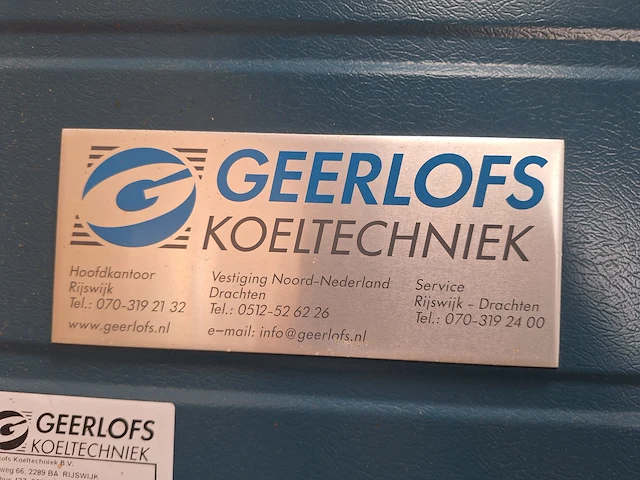 GEERLOFS
KOELTECHNIEK
Hoofdkantoor
Rijswijk
Tel.: 070-319 21 32
www.geerlofs.nl
Vestiging Noord-Nederland
Drachten
Tel.: 0512-52 62 26
e-mail: info@geerlofs.nl
Service
Rijswijk - Drachten
Tel.: 070-319 24 00
GEERLOFS
KOELTECHNIEK
Koeltechniek B.V.
66, 2289 BA RIJSWIJK